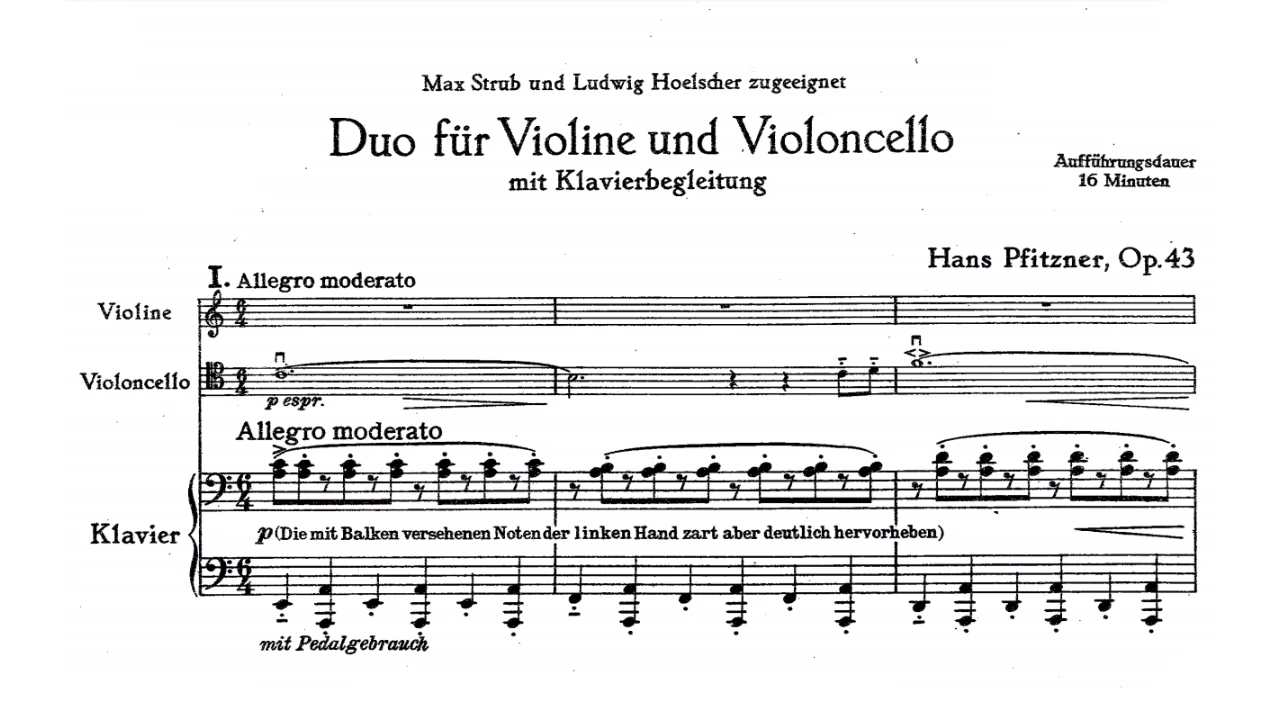 Max Strub und Ludwig Hoelscher zugeeignet
Duo für Violine und Violoncello
mit Klavierbegleitung
Aufführungsdauer
16 Minuten
Hans Pfitzner, Op. 43
I. Allegro moderato
Violine
Violoncello
p espr.
Allegro moderato
Klavier
p (Die mit Balken versehenen Noten der linken Hand zart aber deutlich hervorheben)
mit Pedalgebrauch